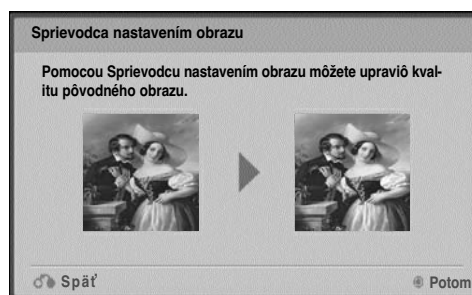 Sprievodca nastavením obrazu
Pomocou Sprievodcu nastavením obrazu môžete upraviô kval-
itu pôvodného obrazu.
Späť
Potom